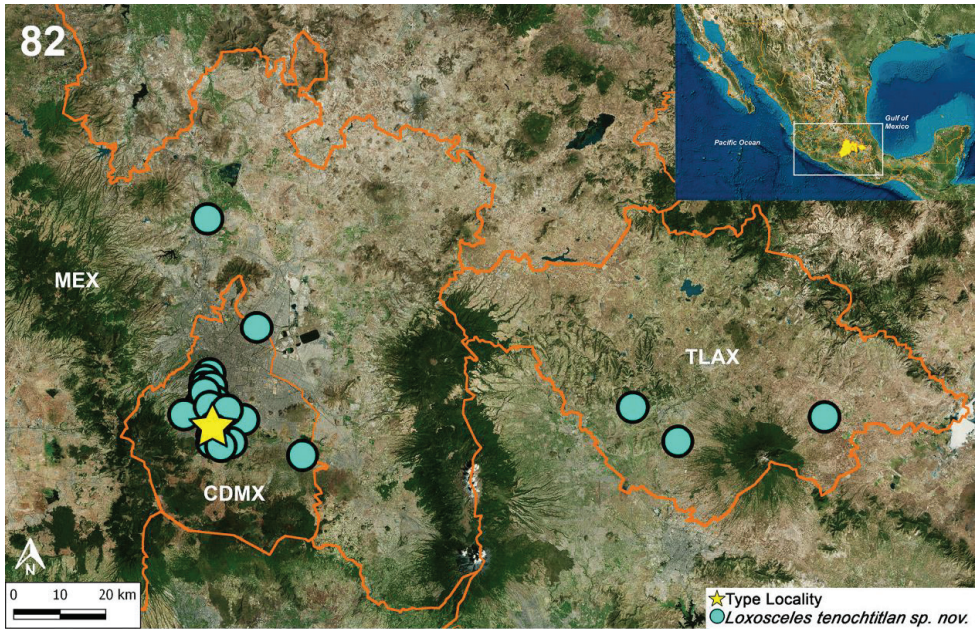 82
Gulf of
Mexico
Pacific Ocean
MEX
TLAX
CDMX
N
0 10 20 km
Type Locality
Loxosceles tenochtitlan sp. nov.